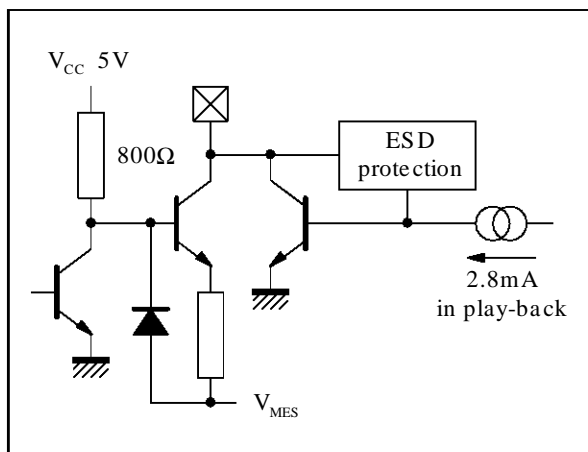 V_CC 5V
800Ω
ESD
protection
2.8mA
in play-back
V_MES